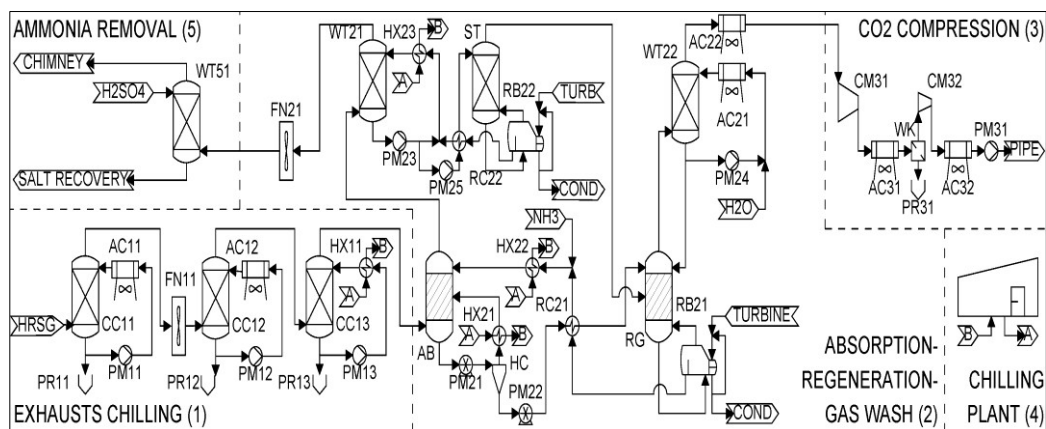 AMMONIA REMOVAL (5)
CHIMNEY
H2SO4
WT51
SALT RECOVERY
FN21
WT21
HX23
B
A
ST
RB22
TURB
PM23
PM25
RC22
COND
WT22
AC22
AC21
PM24
H2O
CO2 COMPRESSION (3)
CM31
CM32
WK
PM31
PIPE
AC31
AC32
PR31
HRSG
AC11
CC11
PM11
PR11
FN11
AC12
CC12
PM12
PR12
HX11
B
A
CC13
PM13
PR13
EXHAUSTS CHILLING (1)
NH3
HX22
B
A
RC21
HX21
A
B
AB
PM21
HC
PM22
RB21
RG
TURBINE
COND
ABSORPTION-
REGENERATION-
GAS WASH (2)
B
A
CHILLING
PLANT (4)